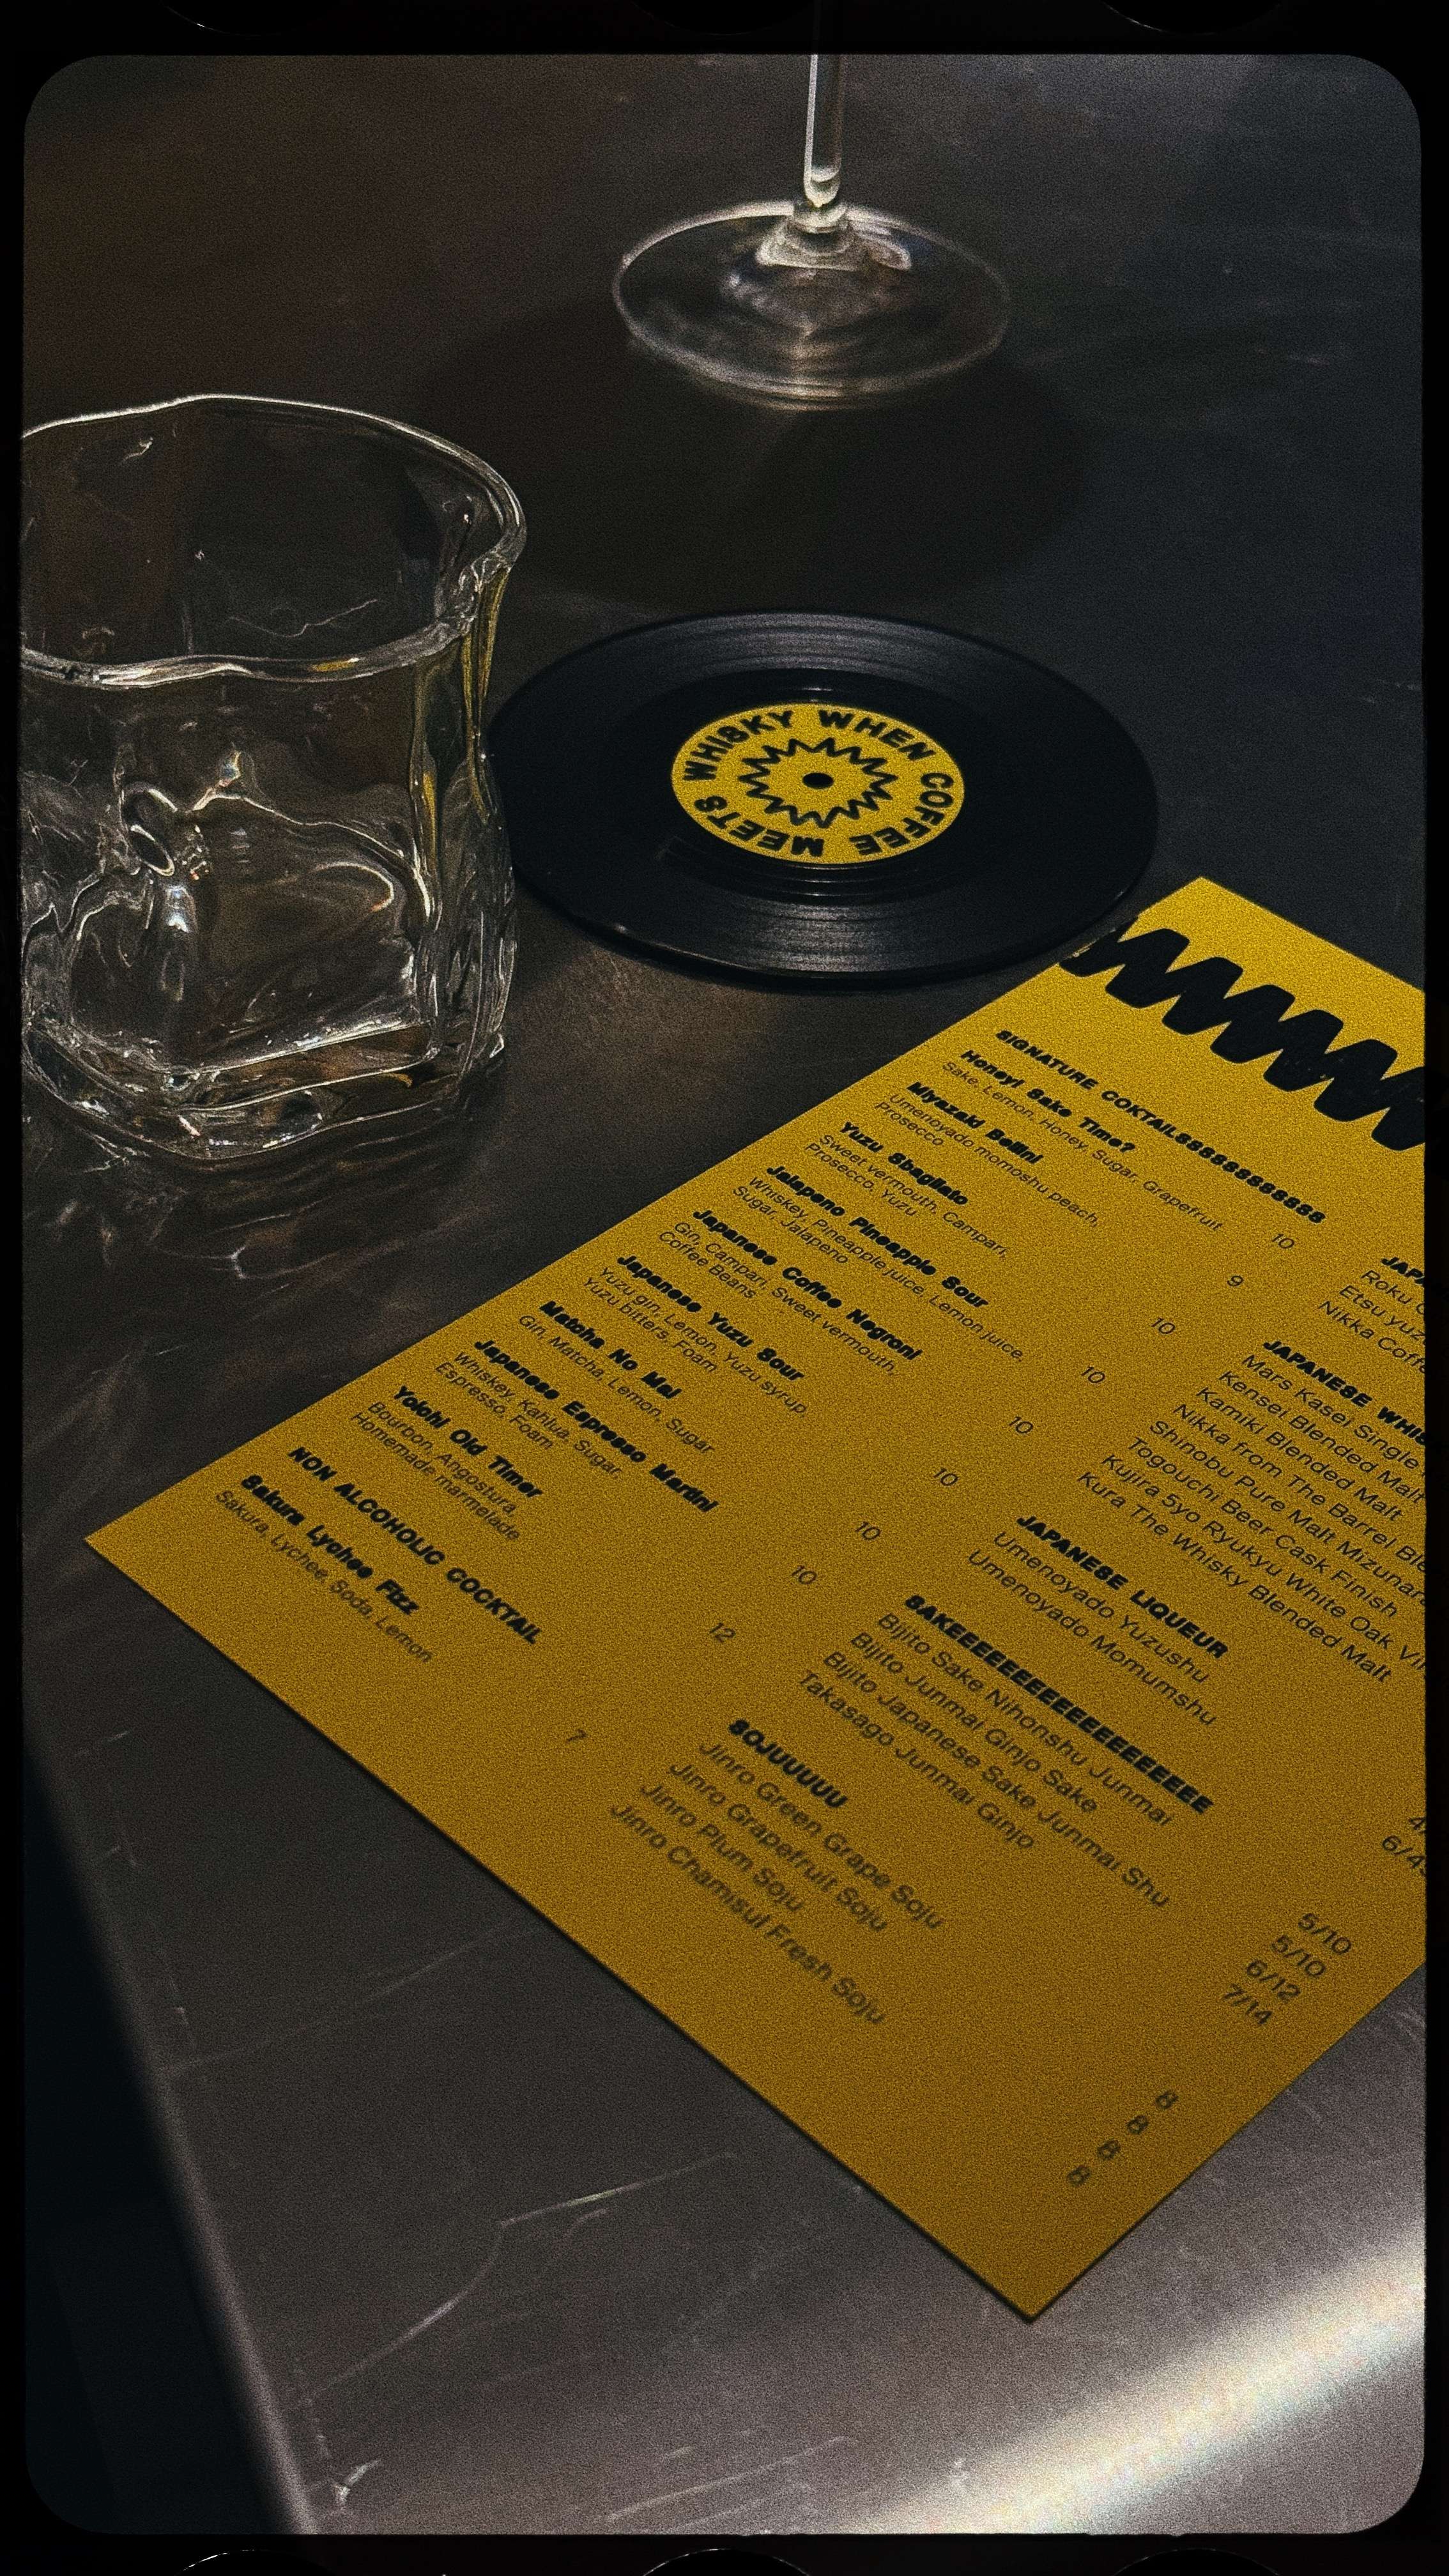 WHEN COFFEE MEETS WHISKY
SIGNATURE COKTAILSSSSSSSSSSSS
Honey! Sake Time? 10
Sake, Lemon, Honey, Sugar, Grapefruit
Miyazaki Bellini 9
Umenoyado momoshu peach,
Prosecco
Yuzu Sbagliato 10
Sweet vermouth, Campari,
Prosecco, Yuzu
Jalapeno Pineapple Sour 10
Whiskey, Pineapple juice, Lemon juice,
Sugar, Jalapeno
Japanese Coffee Negroni 10
Gin, Campari, Sweet vermouth,
Coffee Beans
Japanese Yuzu Sour 10
Yuzu gin, Lemon, Yuzu syrup,
Yuzu bitters, Foam
Matcha No Mai 10
Gin, Matcha, Lemon, Sugar
Japanese Espresso Martini 10
Whiskey, Kahlua, Sugar,
Espresso, Foam
Yoichi Old Timer 12
Bourbon, Angostura,
Homemade marmelade
NON ALCOHOLIC COCKTAIL
Sakura Lychee Fizz 7
Sakura, Lychee, Soda, Lemon
Roku
Etsu
Nikka
JAPANESE
Mars Kasei Single
Kensei Blended Malt
Kamiki Blended Malt
Nikka from The Barrel
Shinobu Pure Malt Mizunara
Togouchi Beer Cask Finish
Kujira 5yo Ryukyu White Oak
Kura The Whisky Blended Malt
JAPANESE LIQUEUR
Umenoyado Yuzushu
Umenoyado Momumshu
SAKEEEEEEEEEEEEEEEEEEEE
Bijito Sake Nihonshu Junmai 5/10
Bijito Junmai Ginjo Sake 5/10
Bijito Japanese Sake Junmai Shu 6/12
Takasago Junmai Ginjo 7/14
SOJUUUUU
Jinro Green Grape Soju 8
Jinro Grapefruit Soju 8
Jinro Plum Soju 8
Jinro Chamisul Fresh Soju 8